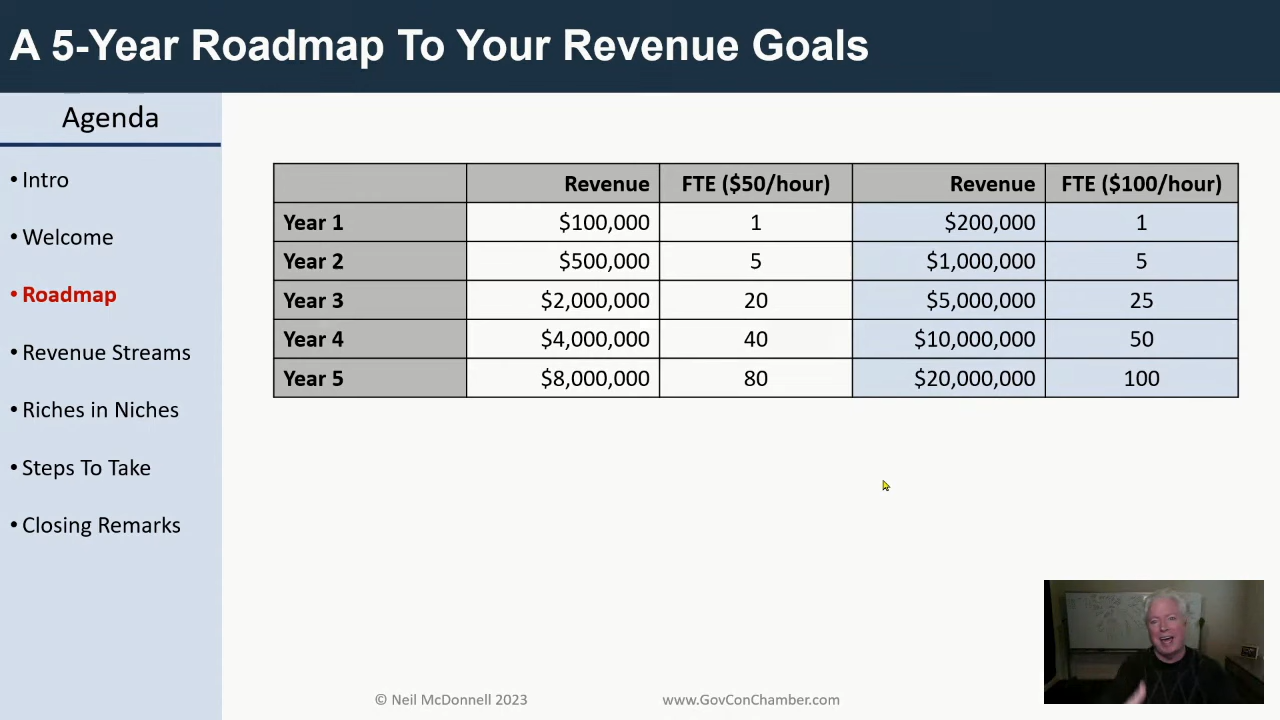 A 5-Year Roadmap To Your Revenue Goals
Agenda
• Intro
• Welcome
• Roadmap
• Revenue Streams
• Riches in Niches
• Steps To Take
• Closing Remarks
Revenue FTE ($50/hour) Revenue FTE ($100/hour)
Year 1 $100,000 1 $200,000 1
Year 2 $500,000 5 $1,000,000 5
Year 3 $2,000,000 20 $5,000,000 25
Year 4 $4,000,000 40 $10,000,000 50
Year 5 $8,000,000 80 $20,000,000 100
© Neil McDonnell 2023 www.GovConChamber.com